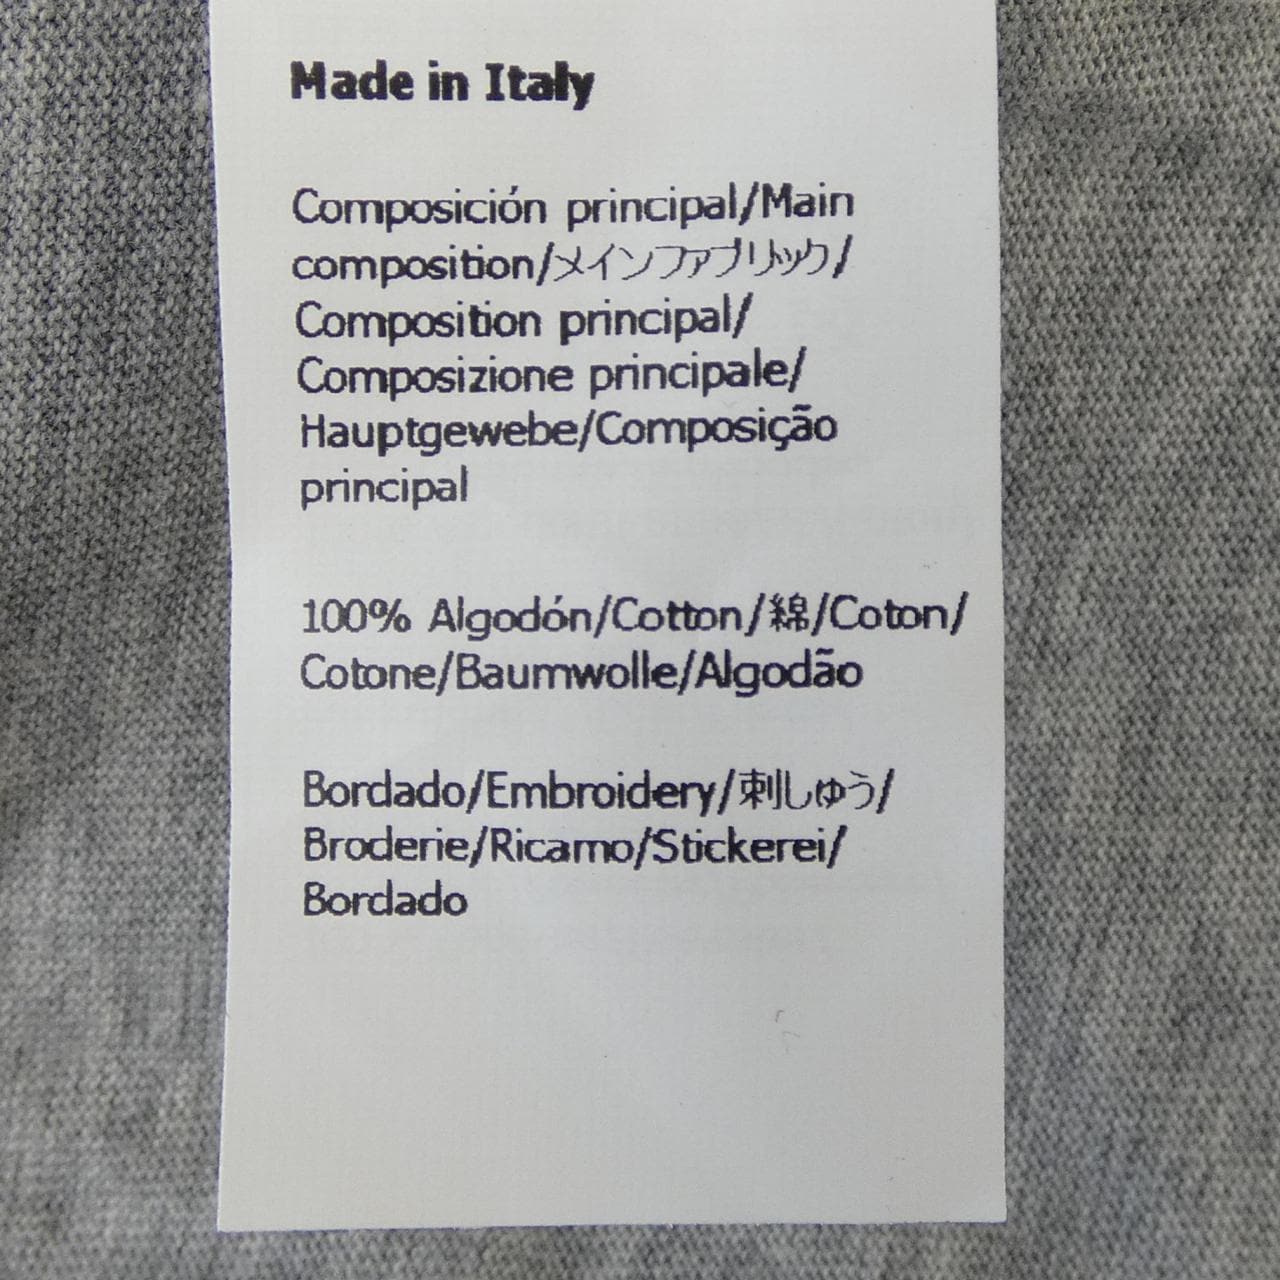 Made in Italy
Composición principal/Main
composition/メインファブリック/
Composition principal/
Composizione principale/
Hauptgewebe/Composição
principal
100% Algodón/Cotton/綿/Coton/
Cotone/Baumwolle/Algodão
Bordado/Embroidery/刺しゅう/
Broderie/Ricamo/Stickerei/
Bordado